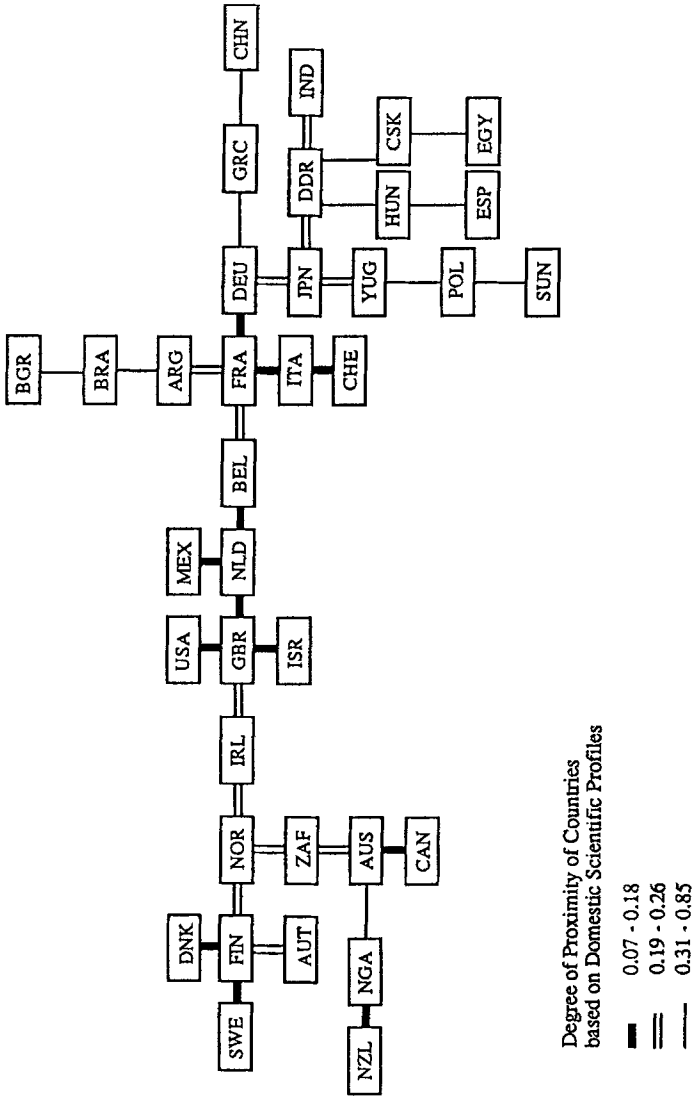 BGR
BRA
ARG
MEX
USA
DNK
SWE
FIN
NOR
IRL
GBR
NLD
BEL
FRA
DEU
GRC
CHN
AUT
ZAF
ISR
ITA
JPN
DDR
IND
NZL
NGA
AUS
CHE
YUG
HUN
CSK
CAN
POL
ESP
EGY
SUN
Degree of Proximity of Countries
based on Domestic Scientific Profiles
0.07 - 0.18
0.19 - 0.26
0.31 - 0.85